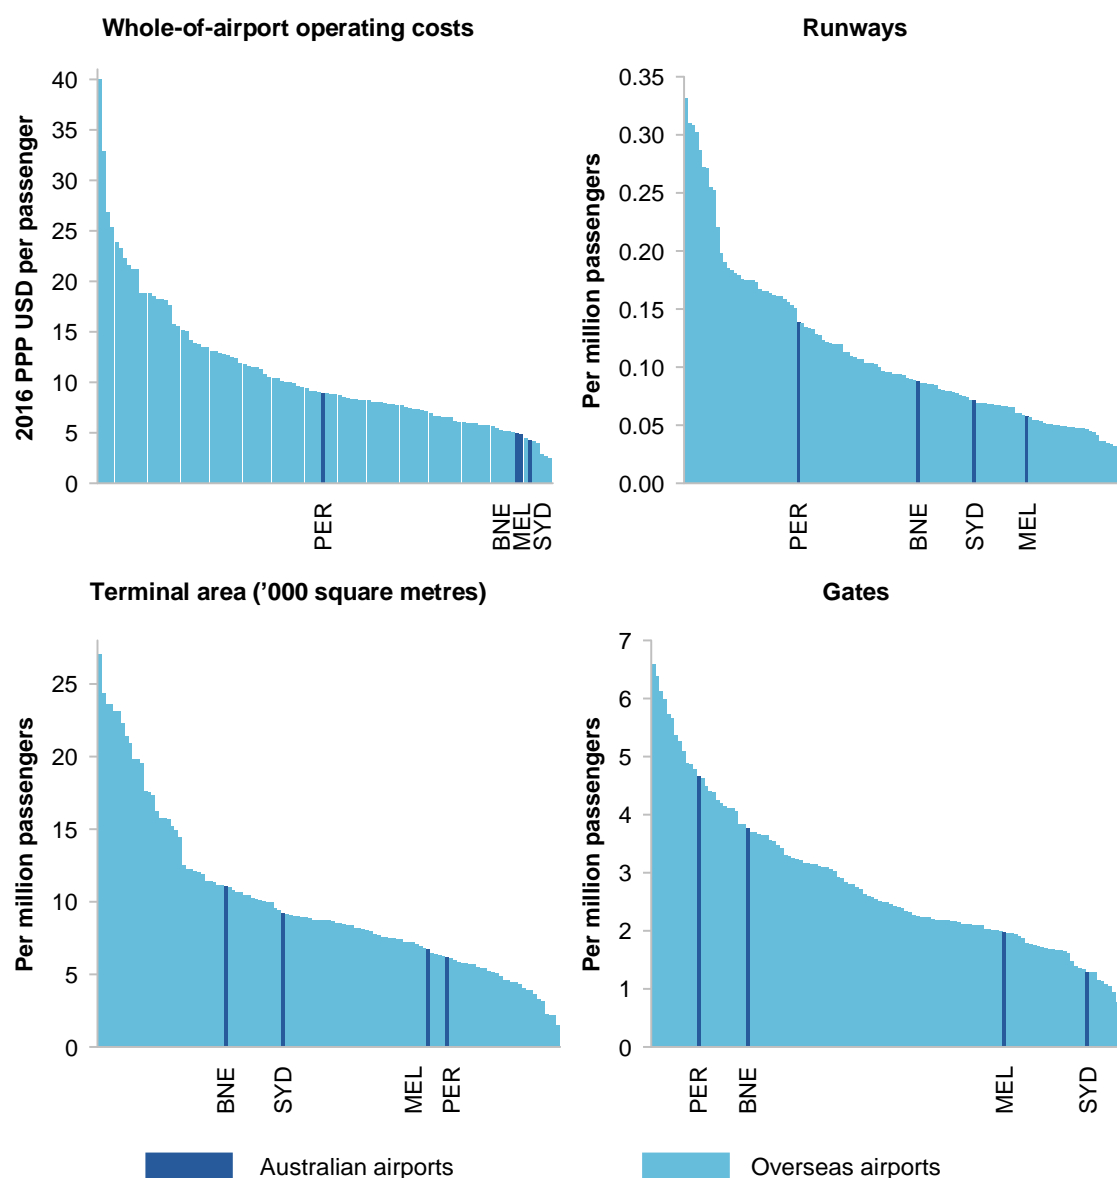 Whole-of-airport operating costs
2016 PPP USD per passenger
40
35
30
25
20
15
10
5
0
PER
BNE
MEL
SYD
Runways
Per million passengers
0.35
0.30
0.25
0.20
0.15
0.10
0.05
0.00
PER
BNE
SYD
MEL
Terminal area (’000 square metres)
Per million passengers
25
20
15
10
5
0
BNE
SYD
MEL
PER
Gates
Per million passengers
7
6
5
4
3
2
1
0
PER
BNE
MEL
SYD
Australian airports
Overseas airports